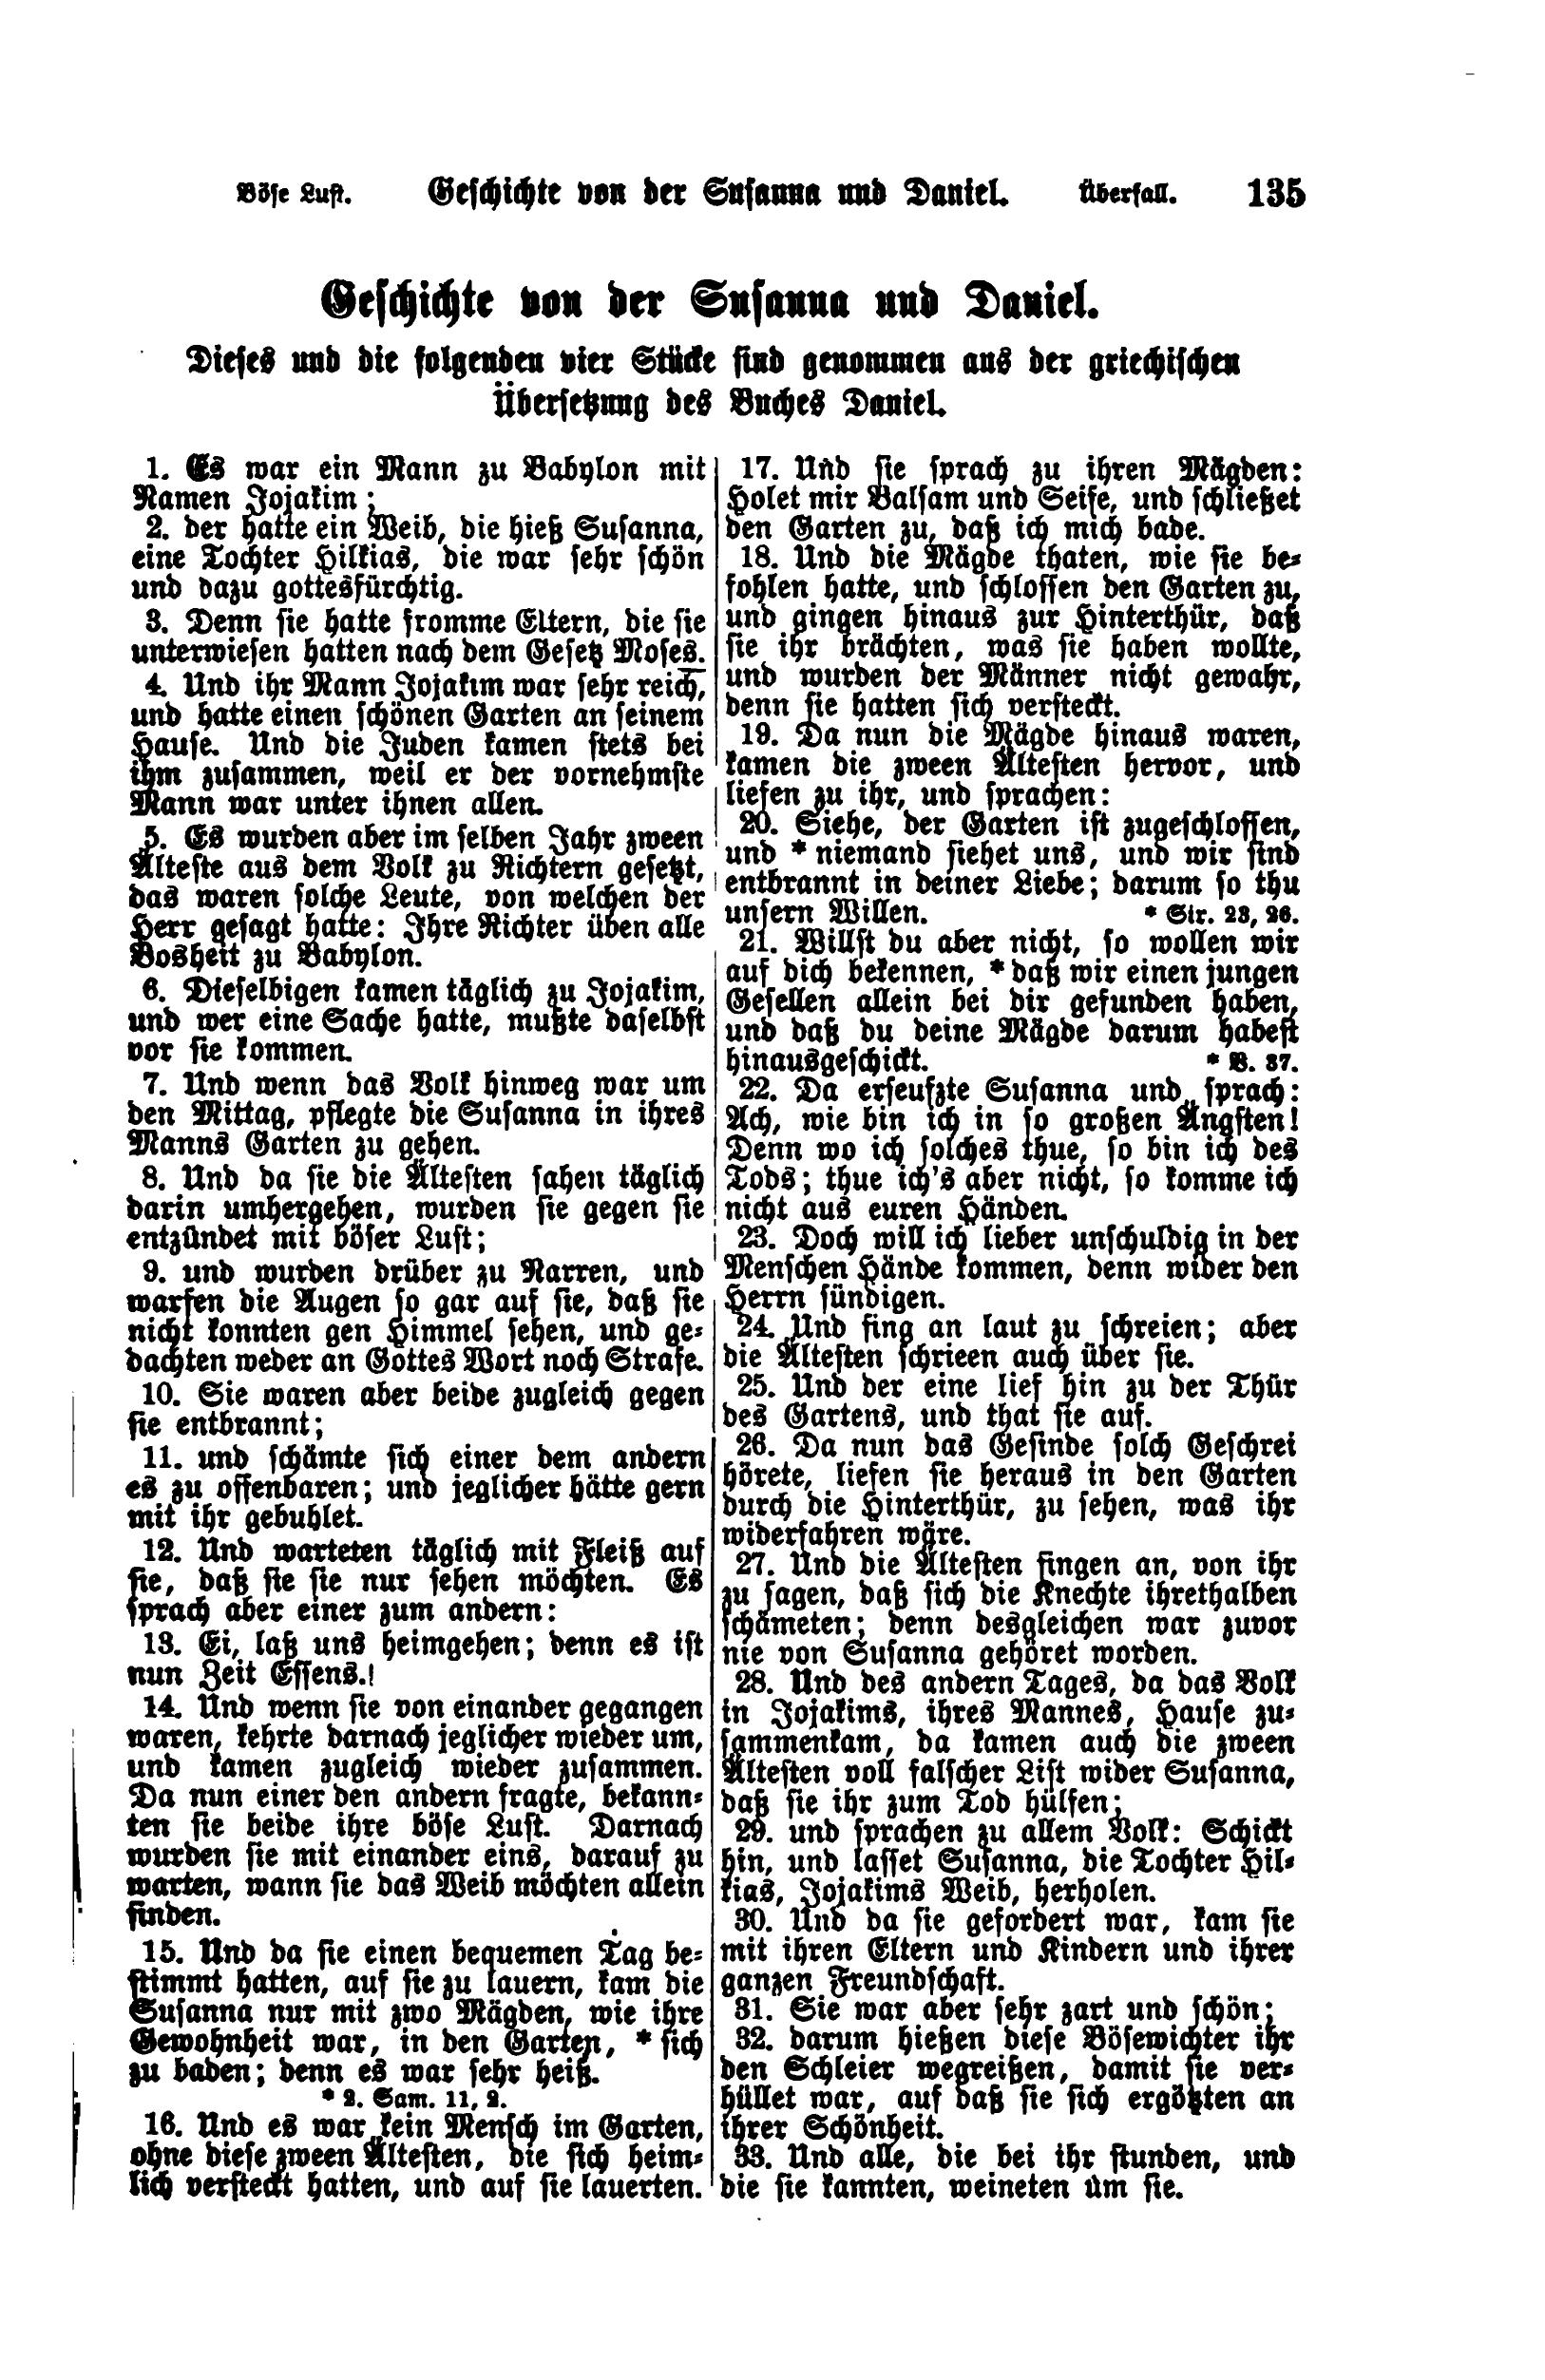 Böse Lust. Geschichte von der Susanna und Daniel. Überfall. 135
Geschichte von der Susanna und Daniel.
Dieses und die folgenden vier Stücke sind genommen aus der griechischen
Übersetzung des Buches Daniel.
1. Es war ein Mann zu Babylon mit
Namen Jojakim;
2. der hatte ein Weib, die hieß Susanna,
eine Tochter Hilkias, die war sehr schön
und dazu gottesfürchtig.
3. Denn sie hatte fromme Eltern, die sie
unterwiesen hatten nach dem Gesetz Moses.
4. Und ihr Mann Jojakim war sehr reich,
und hatte einen schönen Garten an seinem
Hause. Und die Juden kamen stets bei
ihm zusammen, weil er der vornehmste
Mann war unter ihnen allen.
5. Es wurden aber im selben Jahr zween
Älteste aus dem Volk zu Richtern gesetzt,
das waren solche Leute, von welchen der
Herr gesagt hatte: Ihre Richter üben alle
Bosheit zu Babylon.
6. Dieselbigen kamen täglich zu Jojakim,
und wer eine Sache hatte, mußte daselbst
vor sie kommen.
7. Und wenn das Volk hinweg war um
den Mittag, pflegte die Susanna in ihres
Manns Garten zu gehen.
8. Und da sie die Ältesten sahen täglich
darin umhergehen, wurden sie gegen sie
entzündet mit böser Lust;
9. und wurden drüber zu Narren, und
warfen die Augen so gar auf sie, daß sie
nicht konnten gen Himmel sehen, und ge-
dachten weder an Gottes Wort noch Strafe.
10. Sie waren aber beide zugleich gegen
sie entbrannt;
11. und schämte sich einer dem andern
es zu offenbaren; und jeglicher hätte gern
mit ihr gebuhlet.
12. Und warteten täglich mit Fleiß auf
sie, daß sie sie nur sehen möchten. Es
sprach aber einer zum andern:
13. Ei, laß uns heimgehen; denn es ist
nun Zeit Essens.
14. Und wenn sie von einander gegangen
waren, kehrte darnach jeglicher wieder um,
und kamen zugleich wieder zusammen.
Da nun einer den andern fragte, bekann-
ten sie beide ihre böse Lust. Darnach
wurden sie mit einander eins, darauf zu
warten, wann sie das Weib möchten allein
finden.
15. Und da sie einen bequemen Tag be-
stimmt hatten, auf sie zu lauern, kam die
Susanna nur mit zwo Mägden, wie ihre
Gewohnheit war, in den Garten, * sich
zu baden; denn es war sehr heiß.
* 2. Sam. 11, 2.
16. Und es war kein Mensch im Garten,
ohne diese zween Ältesten, die sich heim-
lich versteckt hatten, und auf sie lauerten.
17. Und sie sprach zu ihren Mägden:
Holet mir Balsam und Seife, und schließet
den Garten zu, daß ich mich bade.
18. Und die Mägde thaten, wie sie be-
fohlen hatte, und schlossen den Garten zu,
und gingen hinaus zur Hinterthür, daß
sie ihr brächten, was sie haben wollte,
und wurden der Männer nicht gewahr,
denn sie hatten sich versteckt.
19. Da nun die Mägde hinaus waren,
kamen die zween Ältesten hervor, und
liefen zu ihr, und sprachen:
20. Siehe, der Garten ist zugeschlossen,
und * niemand siehet uns, und wir sind
entbrannt in deiner Liebe; darum so thu
unsern Willen. * Sir. 23, 26.
21. Willst du aber nicht, so wollen wir
auf dich bekennen, * daß wir einen jungen
Gesellen allein bei dir gefunden haben,
und daß du deine Mägde darum habest
hinausgeschickt. * V. 37.
22. Da erseufzte Susanna und sprach:
Ach, wie bin ich in so großen Ängsten!
Denn wo ich solches thue, so bin ich des
Tods; thue ich's aber nicht, so komme ich
nicht aus euren Händen.
23. Doch will ich lieber unschuldig in der
Menschen Hände kommen, denn wider den
Herrn sündigen.
24. Und fing an laut zu schreien; aber
die Ältesten schrieen auch über sie.
25. Und der eine lief hin zu der Thür
des Gartens, und that sie auf.
26. Da nun das Gesinde solch Geschrei
hörete, liefen sie heraus in den Garten
durch die Hinterthür, zu sehen, was ihr
widerfahren wäre.
27. Und die Ältesten fingen an, von ihr
zu sagen, daß sich die Knechte ihrethalben
schämeten; denn desgleichen war zuvor
nie von Susanna gehöret worden.
28. Und des andern Tages, da das Volk
in Jojakims, ihres Mannes, Hause zu-
sammenkam, da kamen auch die zween
Ältesten voll falscher List wider Susanna,
daß sie ihr zum Tod hülfen;
29. und sprachen zu allem Volk: Schickt
hin, und lasset Susanna, die Tochter Hil-
kias, Jojakims Weib, herholen.
30. Und da sie gefordert war, kam sie
mit ihren Eltern und Kindern und ihrer
ganzen Freundschaft.
31. Sie war aber sehr zart und schön;
32. darum hießen diese Bösewichter ihr
den Schleier wegreißen, damit sie ver-
hüllet war, auf daß sie sich ergötzten an
ihrer Schönheit.
33. Und alle, die bei ihr stunden, und
die sie kannten, weineten um sie.